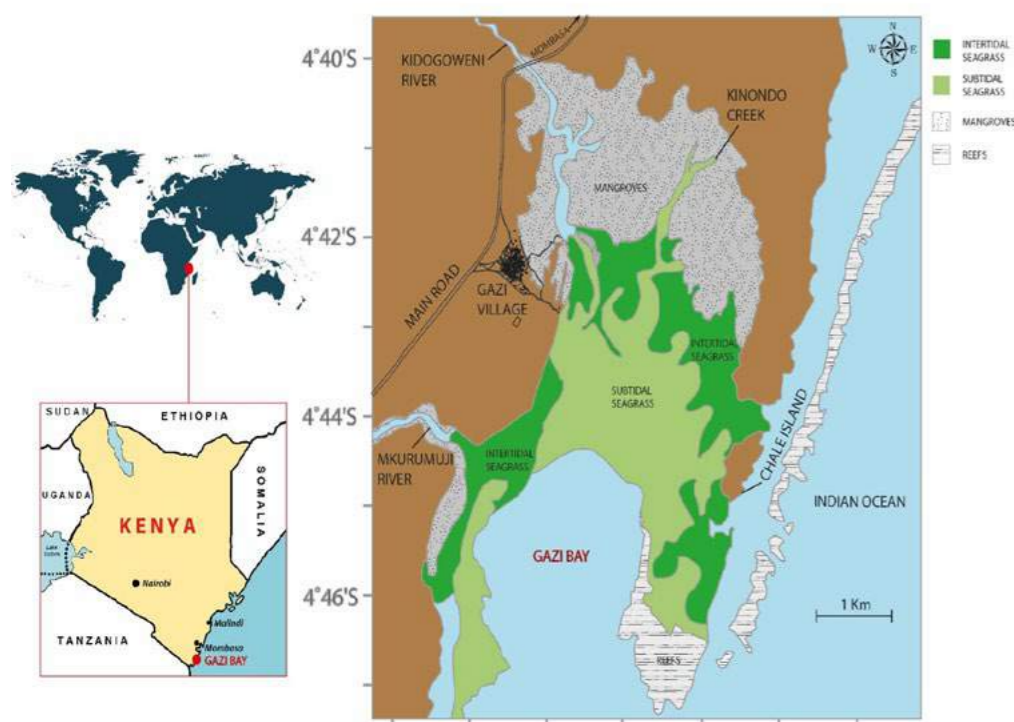 4°40'S
4°42'S
4°44'S
4°46'S
KIDOGOWENI
RIVER
MOMBASA
KINONDO
CREEK
MANGROVES
MAIN ROAD
GAZI
VILLAGE
INTERTIDAL
SEAGRASS
SUBTIDAL
SEAGRASS
MKURUMUJI
RIVER
INTERTIDAL
SEAGRASS
CHALE ISLAND
INDIAN OCEAN
GAZI BAY
1 Km
REEFS
N
W E
S
INTERTIDAL
SEAGRASS
SUBTIDAL
SEAGRASS
MANGROVES
REEFS
SUDAN
ETHIOPIA
UGANDA
SOMALIA
KENYA
Lake
Nairobi
Malindi
Mombasa
TANZANIA
GAZI BAY